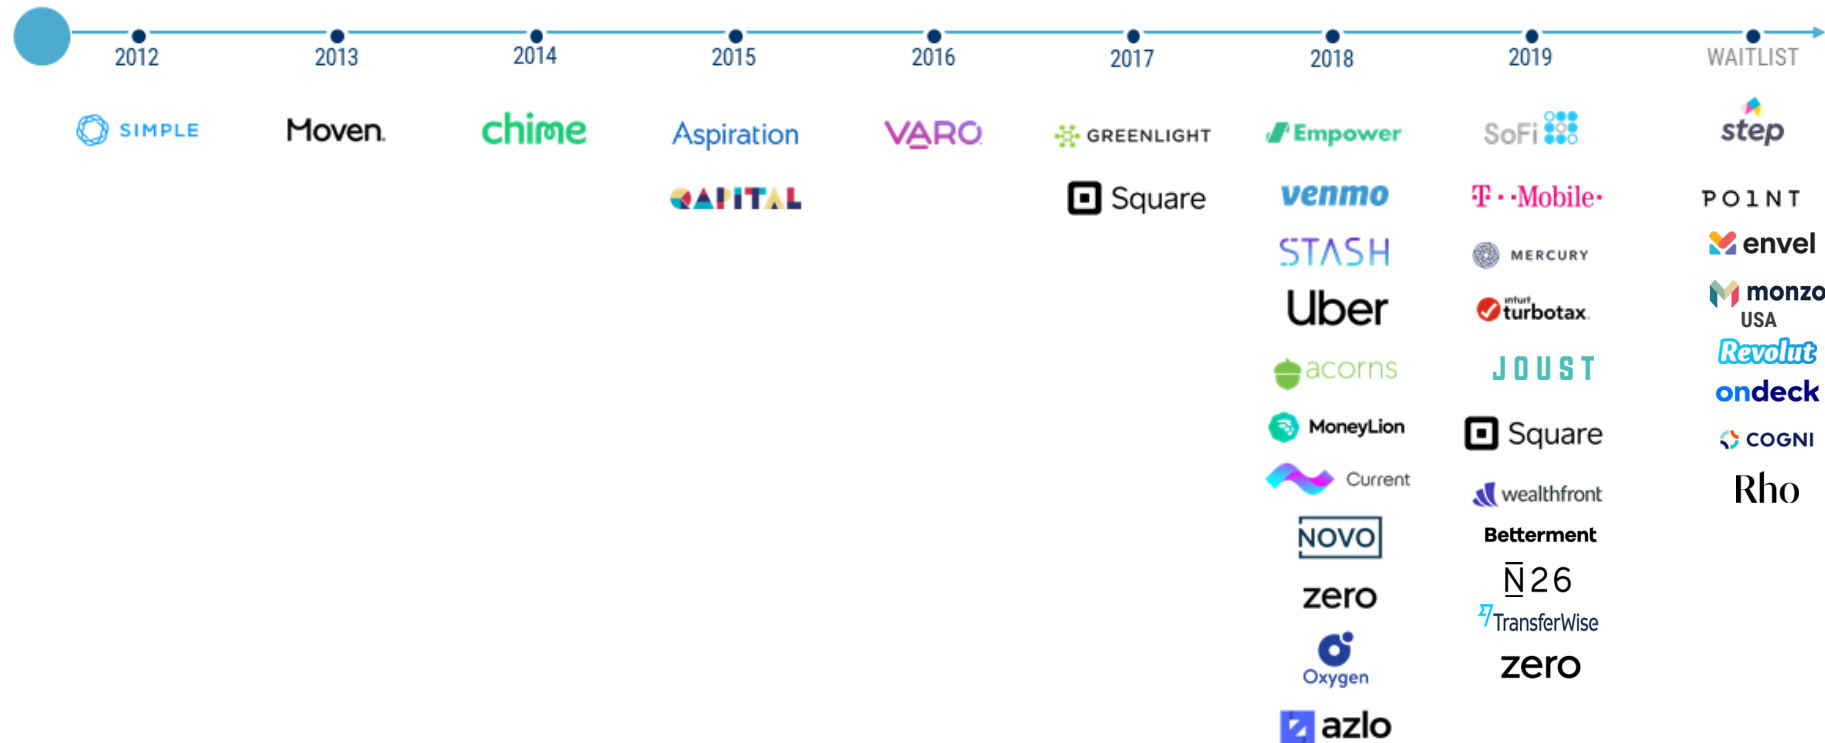 2012
2013
2014
2015
2016
2017
2018
2019
WAITLIST
SIMPLE
Moven.
chime
Aspiration
QAPITAL
VARO
GREENLIGHT
Square
Empower
venmo
STASH
Uber
acorns
MoneyLion
Current
NOVO
zero
Oxygen
azlo
SoFi
T··Mobile·
MERCURY
intuit
turbotax.
JOUST
Square
wealthfront
Betterment
N26
TransferWise
zero
step
PO1NT
envel
monzo
USA
Revolut
ondeck
COGNI
Rho